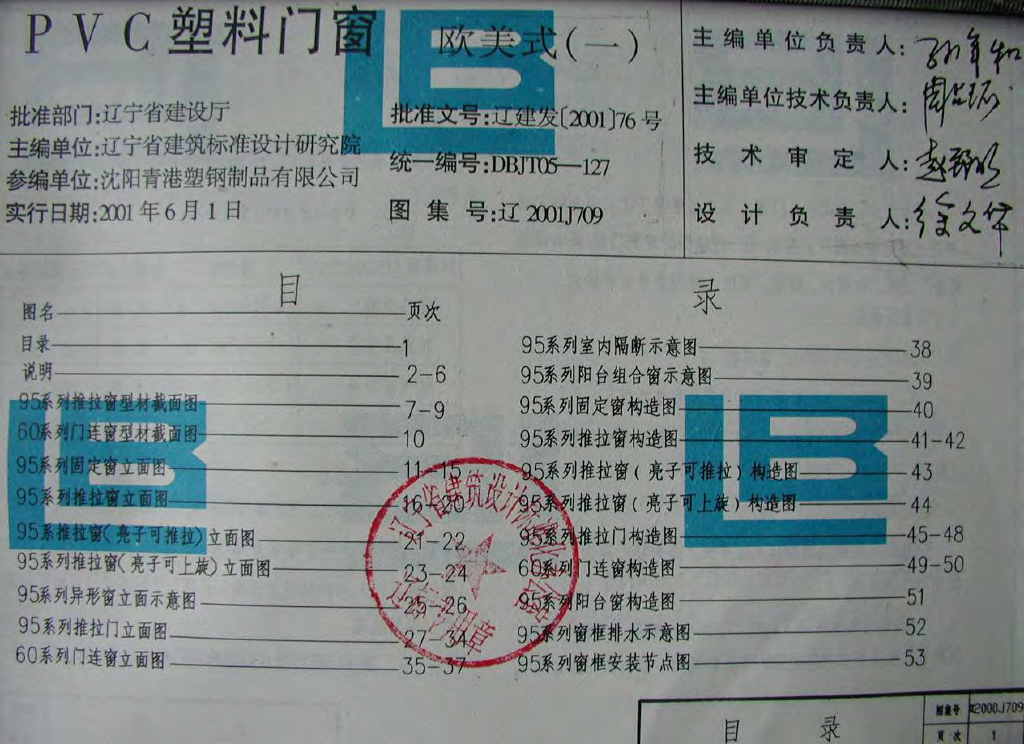 PVC塑料门窗 欧美式(一)
批准部门:辽宁省建设厅
主编单位:辽宁省建筑标准设计研究院
参编单位:沈阳青港塑钢制品有限公司
实行日期:2001年6月1日
批准文号:辽建发[2001]76号
统一编号:DBJT05—127
图集号:辽2001J709
主编单位负责人:
主编单位技术负责人:
技术审定人:
设计负责人:徐文华
目录
图名 页次
目录 1
说明 2-6
95系列推拉窗型材截面图 7-9
60系列门连窗型材截面图 10
95系列固定窗立面图 11-15
95系列推拉窗立面图 16-20
95系推拉窗(亮子可推拉)立面图 21-22
95系列推拉窗(亮子可上旋)立面图 23-24
95系列异形窗立面示意图 25-26
95系列推拉门立面图 27-34
60系列门连窗立面图 35-37
95系列室内隔断示意图 38
95系列阳台组合窗示意图 39
95系列固定窗构造图 40
95系列推拉窗构造图 41-42
95系列推拉窗(亮子可推拉)构造图 43
95系列推拉窗(亮子可上旋)构造图 44
95系列推拉门构造图 45-48
60系列门连窗构造图 49-50
95系列阳台窗构造图 51
95系列窗框排水示意图 52
95系列窗框安装节点图 53
目录
图集号 辽2000J709
页次 1